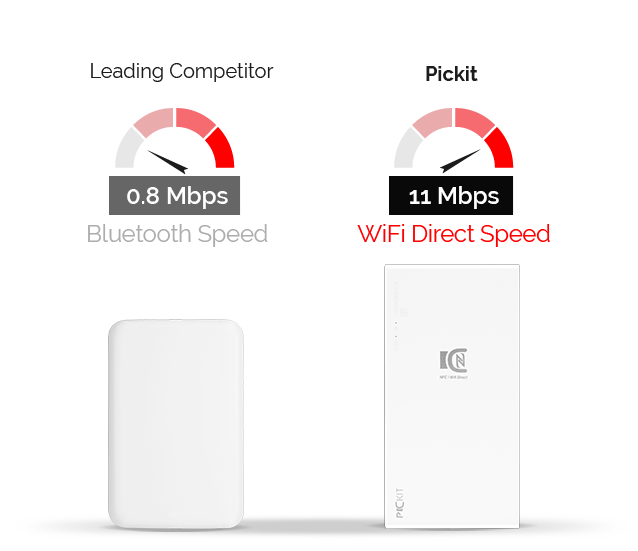 Leading Competitor
Pickit
0.8 Mbps
11 Mbps
Bluetooth Speed
WiFi Direct Speed
PICKIT